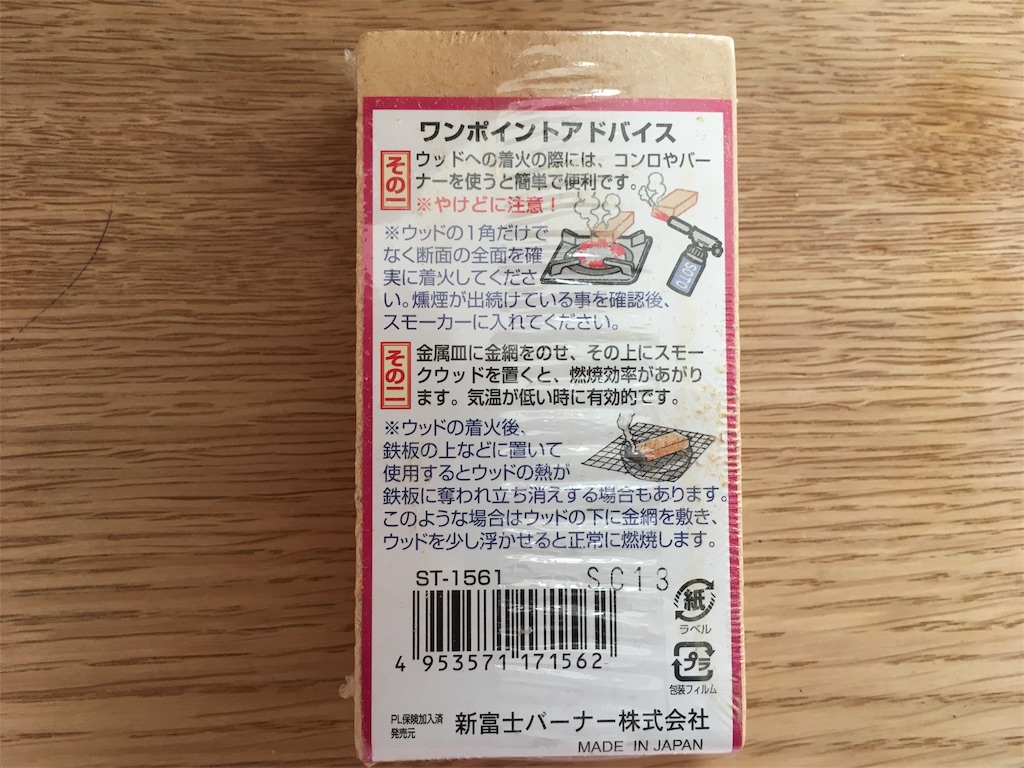 ワンポイントアドバイス
その一
ウッドへの着火の際には、コンロやバー
ナーを使うと簡単で便利です。
※やけどに注意！
※ウッドの1角だけで
なく断面の全面を確
実に着火してくださ
い。燻煙が出続けている事を確認後、
スモーカーに入れてください。
SOTO
その二
金属皿に金網をのせ、その上にスモー
クウッドを置くと、燃焼効率があがり
ます。気温が低い時に有効的です。
※ウッドの着火後、
鉄板の上などに置いて
使用するとウッドの熱が
鉄板に奪われ立ち消えする場合もあります。
このような場合はウッドの下に金網を敷き、
ウッドを少し浮かせると正常に燃焼します。
ST-1561
SC13
4 953571 171562
紙
ラベル
プラ
包装フィルム
PL保険加入済
発売元
新富士バーナー株式会社
MADE IN JAPAN